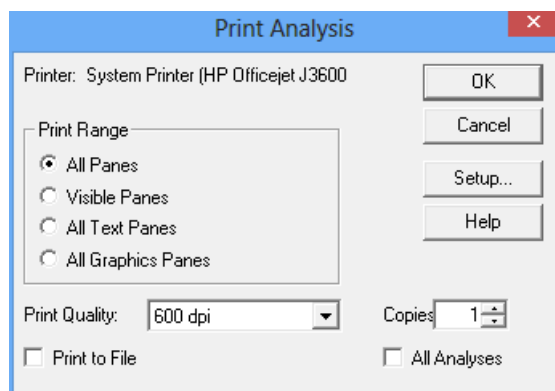 Print Analysis
Printer: System Printer (HP Officejet J3600
OK
Cancel
Setup...
Help
Print Range
All Panes
Visible Panes
All Text Panes
All Graphics Panes
Print Quality: 600 dpi
Copies 1
Print to File
All Analyses